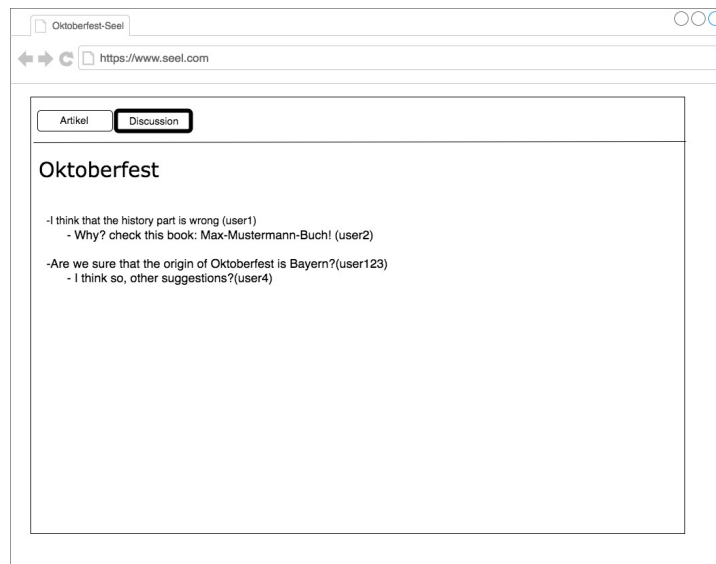 Oktoberfest-Seel
https://www.seel.com
Artikel
Discussion
Oktoberfest
-I think that the history part is wrong (user1)
- Why? check this book: Max-Mustermann-Buch! (user2)
-Are we sure that the origin of Oktoberfest is Bayern?(user123)
- I think so, other suggestions?(user4)